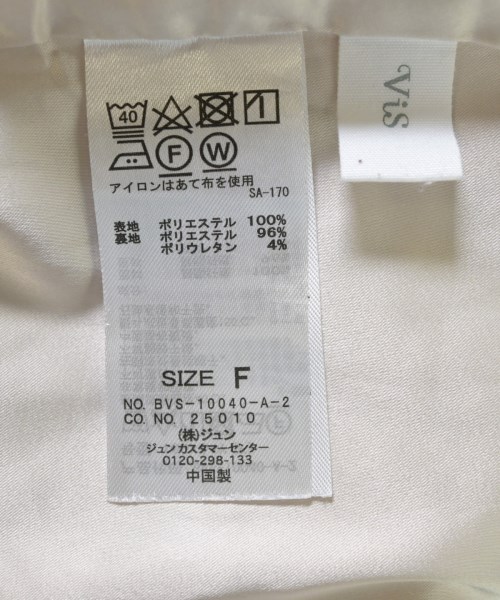 ViS
40
F W
アイロンはあて布を使用
SA-170
表地 ポリエステル 100%
裏地 ポリエステル 96%
ポリウレタン 4%
SIZE F
NO. BVS-10040-A-2
CO. NO. 25010
(株)ジュン
ジュンカスタマーセンター
0120-298-133
中国製